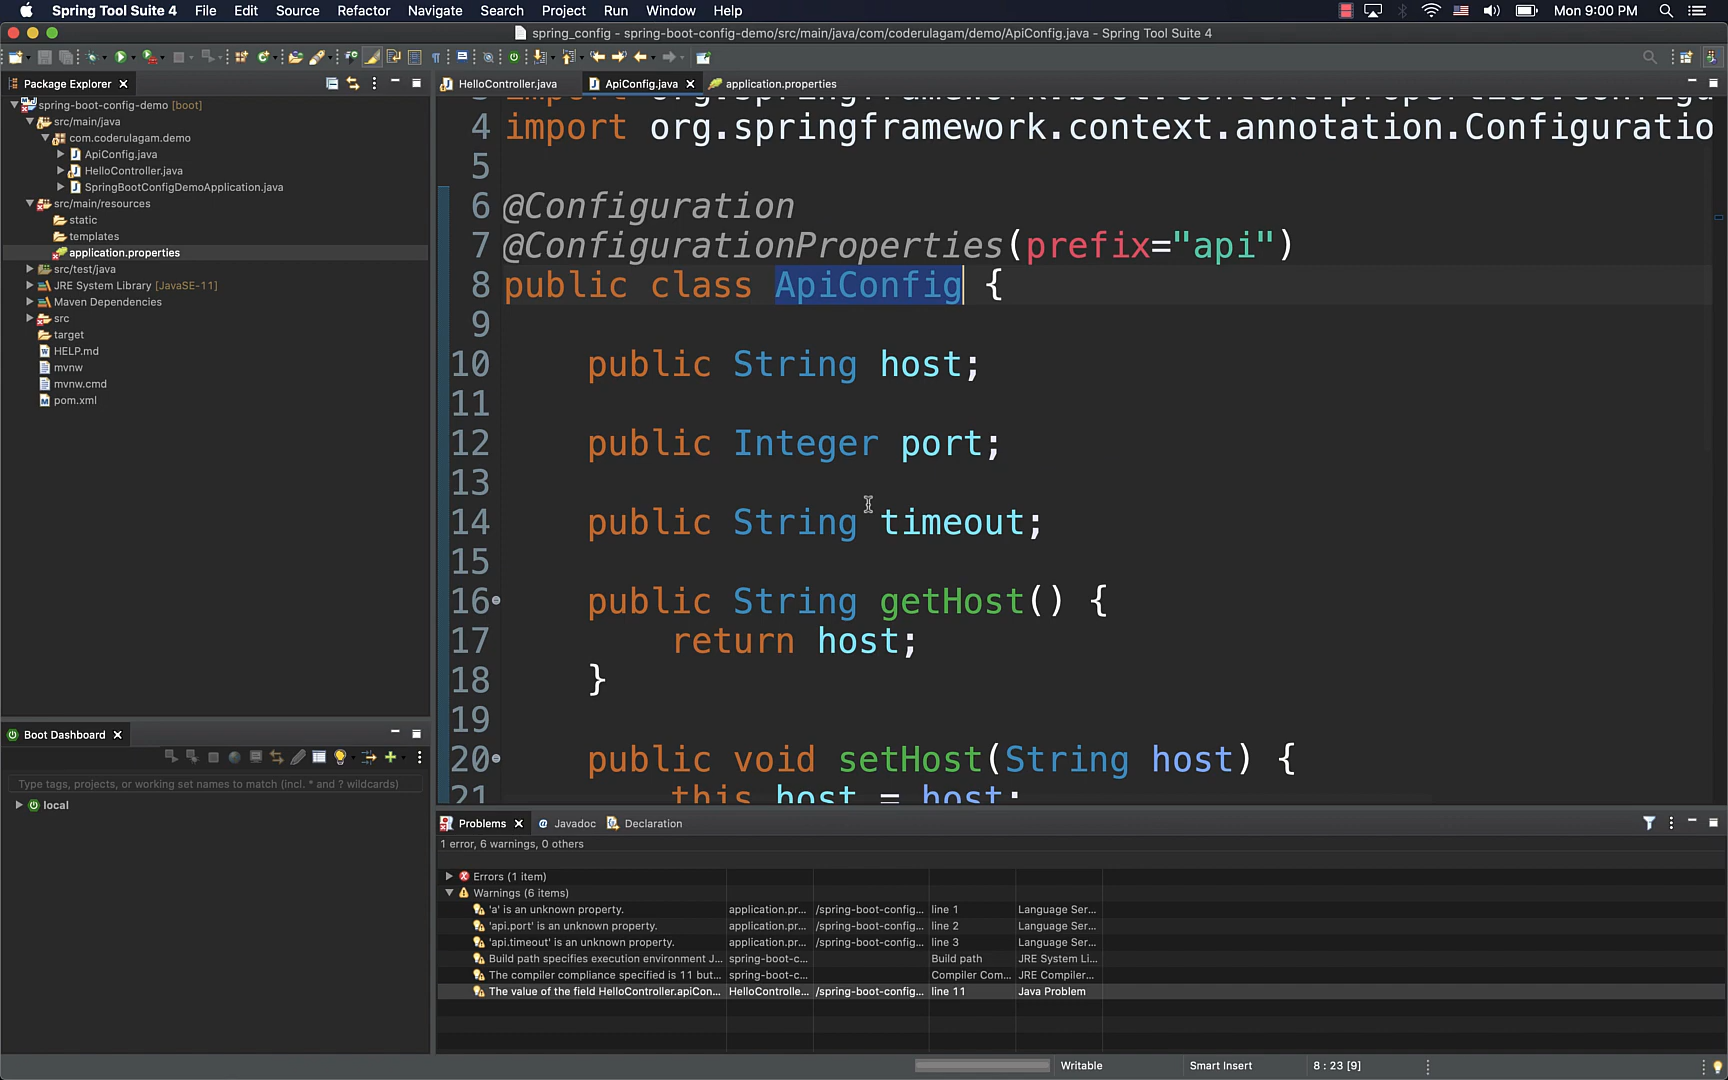 Spring Tool Suite 4 File Edit Source Refactor Navigate Search Project Run Window Help Mon 9:00 PM
spring_config - spring-boot-config-demo/src/main/java/com/coderulagam/demo/ApiConfig.java - Spring Tool Suite 4
Package Explorer
spring-boot-config-demo [boot]
src/main/java
com.coderulagam.demo
ApiConfig.java
HelloController.java
SpringBootConfigDemoApplication.java
src/main/resources
static
templates
application.properties
src/test/java
JRE System Library [JavaSE-11]
Maven Dependencies
src
target
HELP.md
mvnw
mvnw.cmd
pom.xml
Boot Dashboard
Type tags, projects, or working set names to match (incl. * and ? wildcards)
local
HelloController.java ApiConfig.java application.properties
4 import org.springframework.context.annotation.Configuratio
5
6 @Configuration
7 @ConfigurationProperties(prefix="api")
8 public class ApiConfig {
9
10 public String host;
11
12 public Integer port;
13
14 public String timeout;
15
16 public String getHost() {
17 return host;
18 }
19
20 public void setHost(String host) {
21 this.host = host;
Problems Javadoc Declaration
1 error, 6 warnings, 0 others
Errors (1 item)
Warnings (6 items)
'a' is an unknown property. application.pr... /spring-boot-config... line 1 Language Ser...
'api.port' is an unknown property. application.pr... /spring-boot-config... line 2 Language Ser...
'api.timeout' is an unknown property. application.pr... /spring-boot-config... line 3 Language Ser...
Build path specifies execution environment J... spring-boot-c... Build path JRE System Li...
The compiler compliance specified is 11 but... spring-boot-c... Compiler Com... JRE Compiler...
The value of the field HelloController.apiCon... HelloControlle... /spring-boot-config... line 11 Java Problem
Writable Smart Insert 8 : 23 [9]